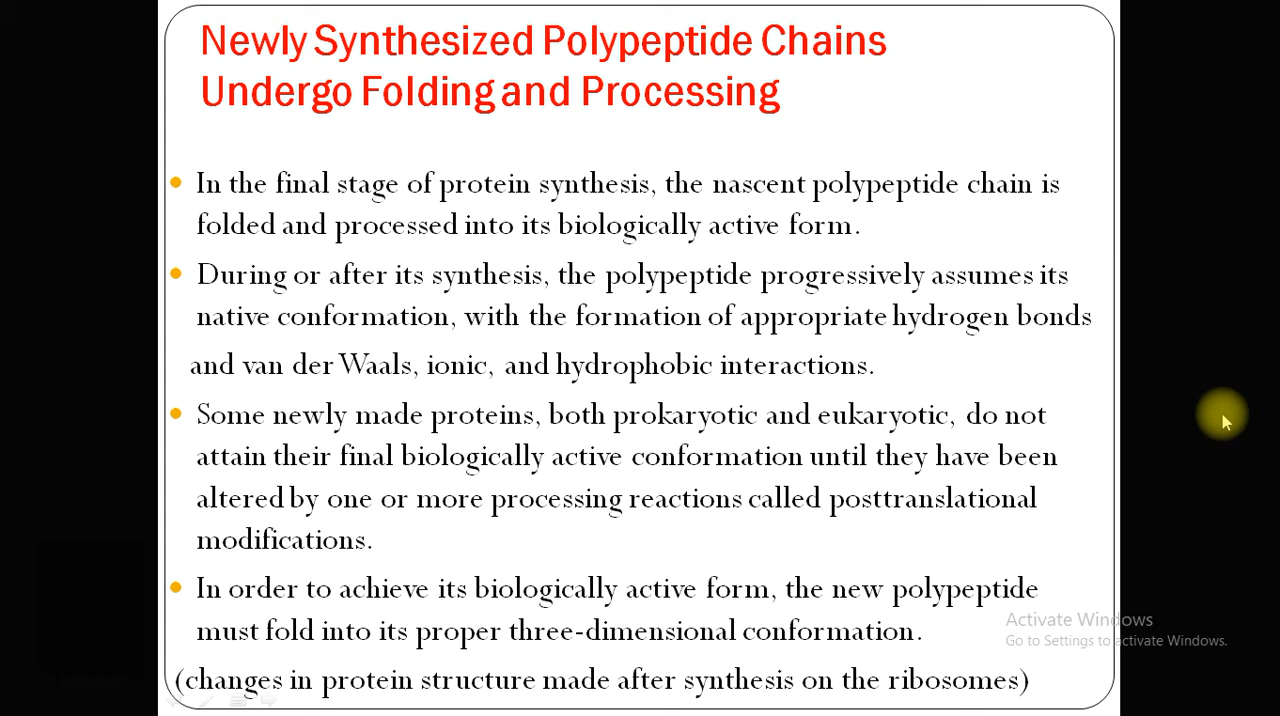 Newly Synthesized Polypeptide Chains
Undergo Folding and Processing
In the final stage of protein synthesis, the nascent polypeptide chain is
folded and processed into its biologically active form.
During or after its synthesis, the polypeptide progressively assumes its
native conformation, with the formation of appropriate hydrogen bonds
and van der Waals, ionic, and hydrophobic interactions.
Some newly made proteins, both prokaryotic and eukaryotic, do not
attain their final biologically active conformation until they have been
altered by one or more processing reactions called posttranslational
modifications.
In order to achieve its biologically active form, the new polypeptide
must fold into its proper three-dimensional conformation.
(changes in protein structure made after synthesis on the ribosomes)
Activate Windows
Go to Settings to activate Windows.